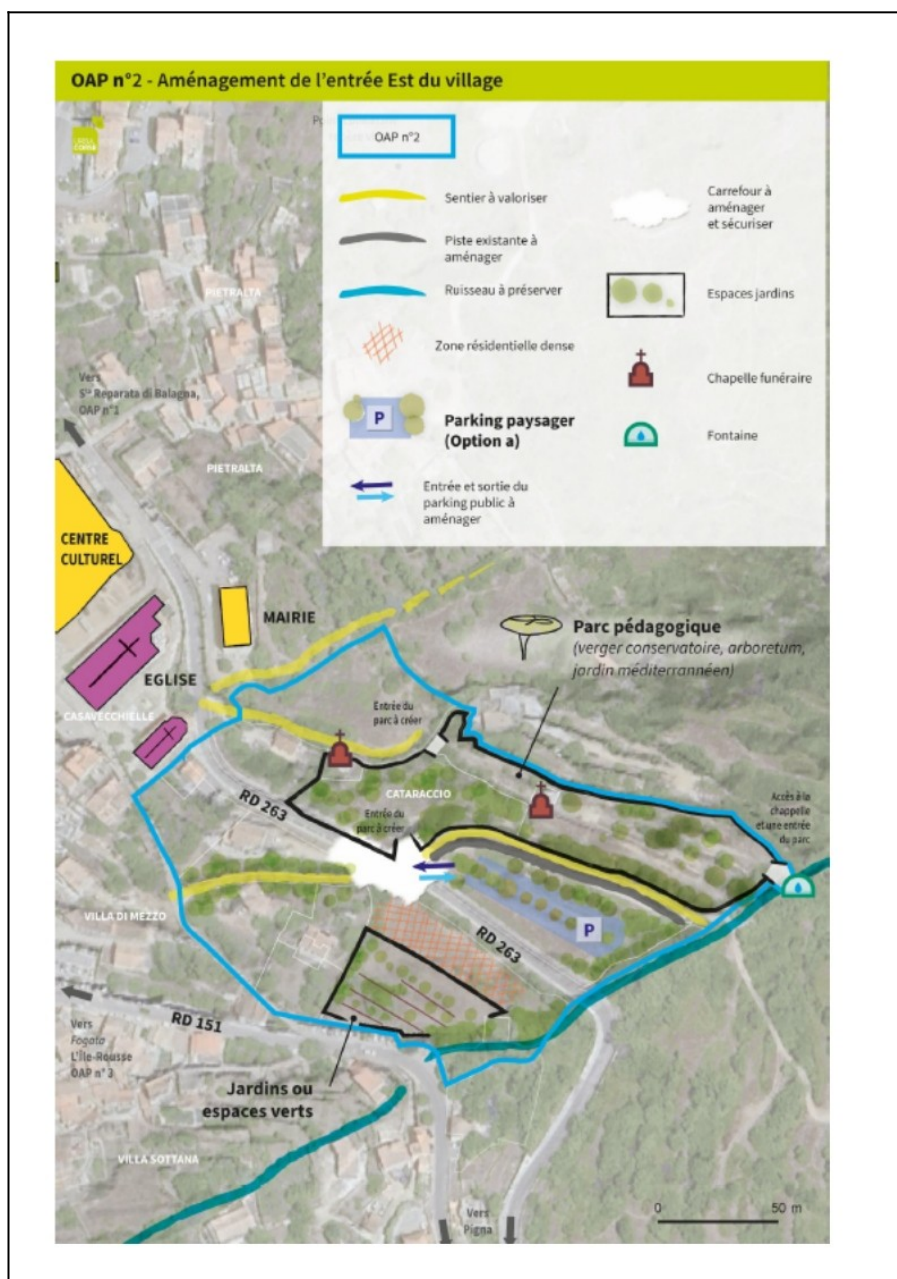 OAP n°2 - Aménagement de l'entrée Est du village
OAP n°2
Sentier à valoriser
Piste existante à
aménager
Ruisseau à préserver
Zone résidentielle dense
P
Parking paysager
(Option a)
Entrée et sortie du
parking public à
aménager
Carrefour à
aménager
et sécuriser
Espaces jardins
Chapelle funéraire
Fontaine
PIETRALTA
Vers
Sta Reparata di Balagna,
OAP n°1
PIETRALTA
CENTRE
CULTUREL
MAIRIE
EGLISE
CASAVECCHIELLE
Parc pédagogique
(verger conservatoire, arboretum,
jardin méditerrannéen)
Entrée du
parc à créer
CATARACCIO
RD 263
Entrée du
parc à créer
Accès à la
chappelle
et une entrée
du parc
VILLA DI MEZZO
RD 263
P
RD 151
Vers
Fogata
L'Île-Rousse
OAP n° 3
Jardins ou
espaces verts
VILLA SOTTANA
Vers
Pigna
0 50 m